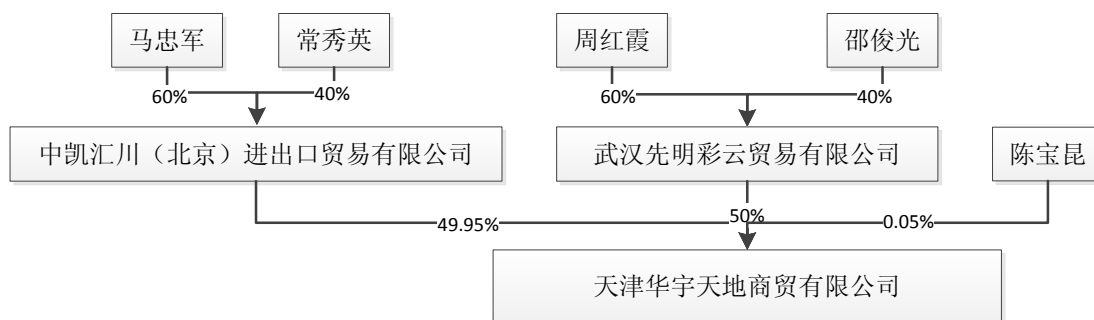 马忠军
常秀英
周红霞
邵俊光
60%
40%
60%
40%
中凯汇川（北京）进出口贸易有限公司
武汉先明彩云贸易有限公司
陈宝昆
49.95%
50%
0.05%
天津华宇天地商贸有限公司